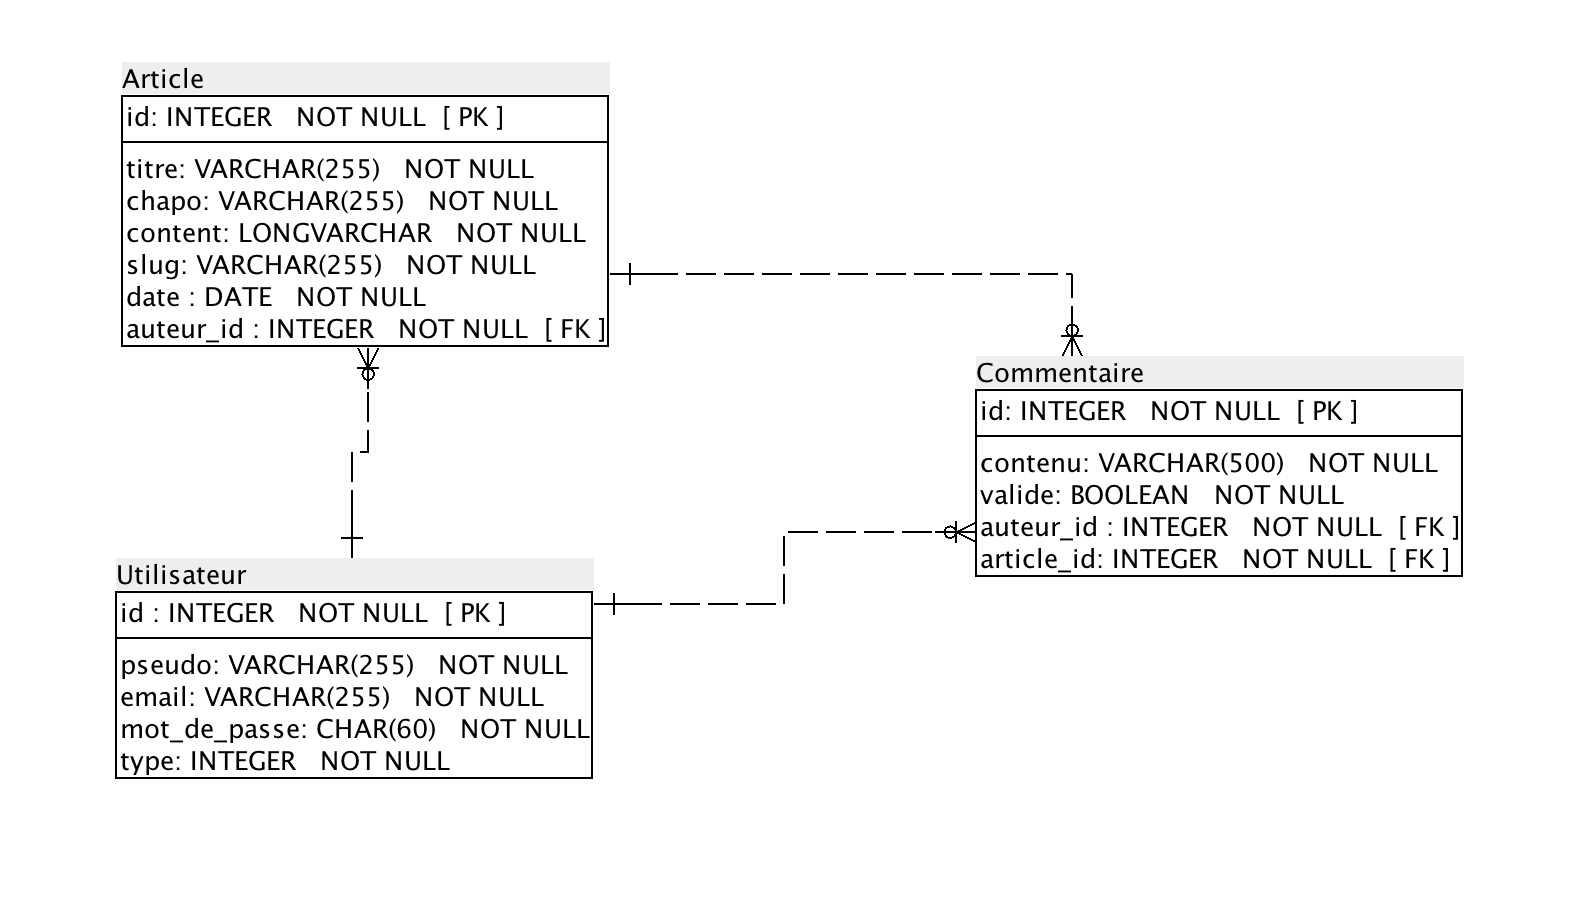 Article
id: INTEGER NOT NULL [ PK ]
titre: VARCHAR(255) NOT NULL
chapo: VARCHAR(255) NOT NULL
content: LONGVARCHAR NOT NULL
slug: VARCHAR(255) NOT NULL
date : DATE NOT NULL
auteur_id : INTEGER NOT NULL [ FK ]
Commentaire
id: INTEGER NOT NULL [ PK ]
contenu: VARCHAR(500) NOT NULL
valide: BOOLEAN NOT NULL
auteur_id : INTEGER NOT NULL [ FK ]
article_id: INTEGER NOT NULL [ FK ]
Utilisateur
id : INTEGER NOT NULL [ PK ]
pseudo: VARCHAR(255) NOT NULL
email: VARCHAR(255) NOT NULL
mot_de_passe: CHAR(60) NOT NULL
type: INTEGER NOT NULL